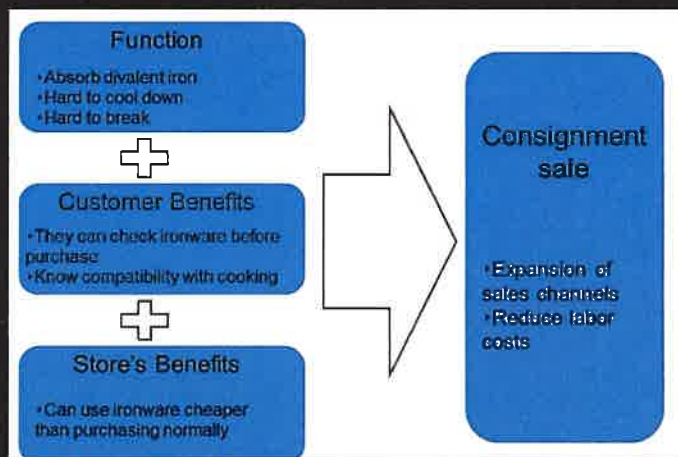 Function
•Absorb divalent iron
•Hard to cool down
•Hard to break
Customer Benefits
•They can check ironware before
purchase
•Know compatibility with cooking
Store's Benefits
•Can use ironware cheaper
than purchasing normally
Consignment
sale
•Expansion of
sales channels
•Reduce labor
costs